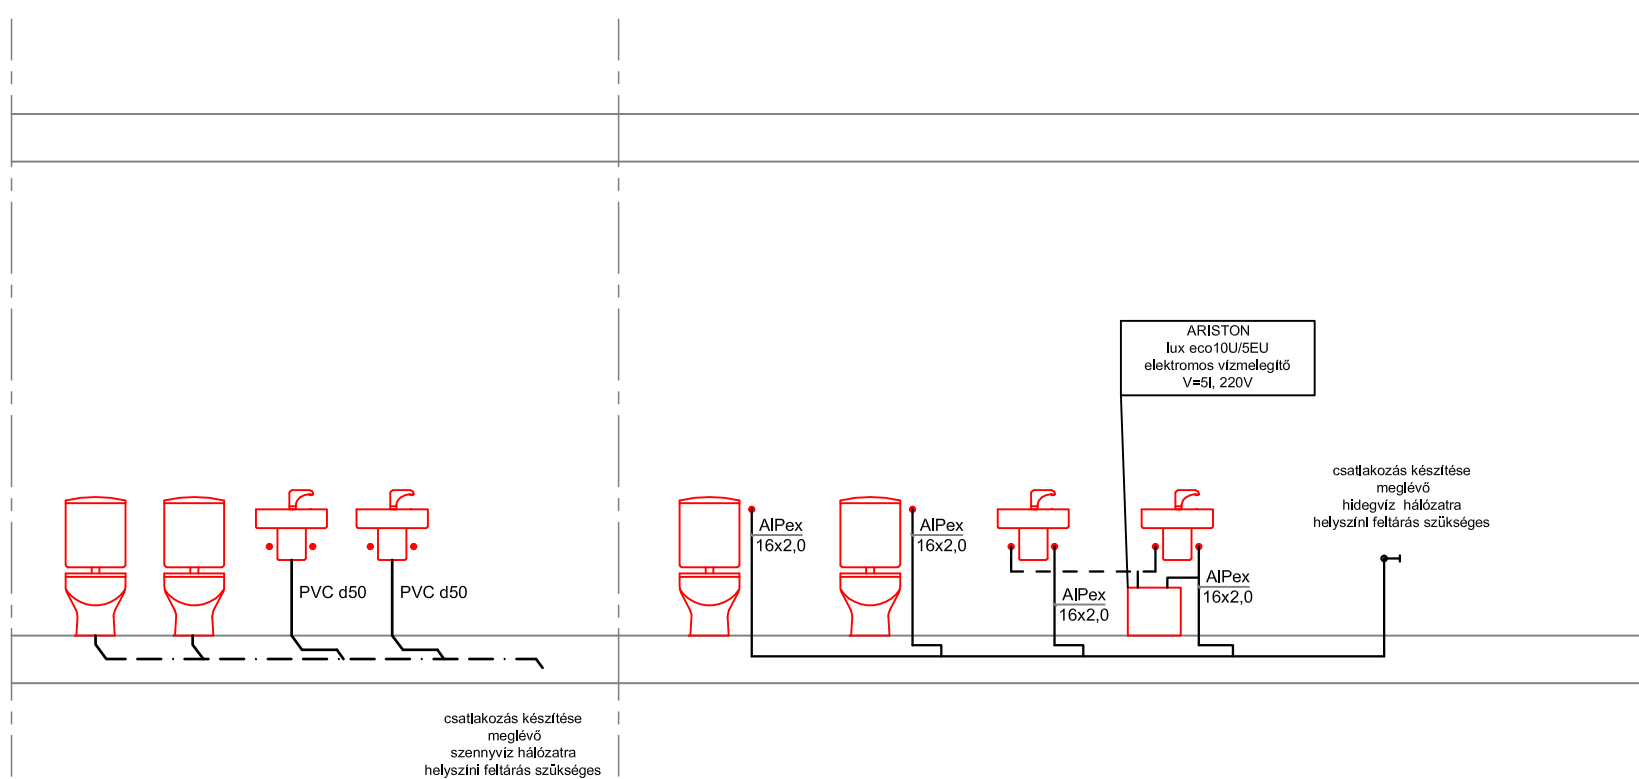 ARISTON
lux eco10U/5EU
elektromos vízmelegítő
V=5l, 220V
csatlakozás készítése
meglévő
hidegvíz hálózatra
helyszíni feltárás szükséges
AlPex
16x2,0
AlPex
16x2,0
AlPex
16x2,0
AlPex
16x2,0
PVC d50
PVC d50
csatlakozás készítése
meglévő
szennyvíz hálózatra
helyszíni feltárás szükséges